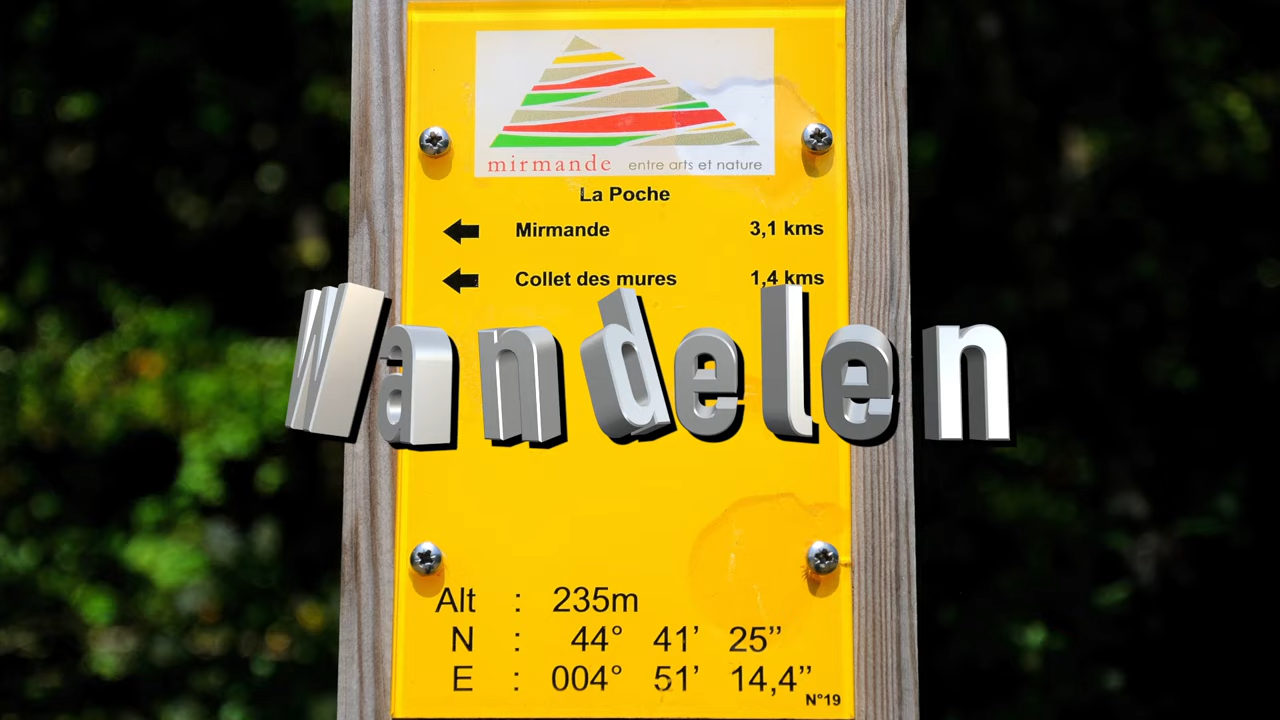 mirmande entre arts et nature
La Poche
Mirmande 3,1 kms
Collet des mures 1,4 kms
Wandelen
Alt : 235m
N : 44° 41’ 25”
E : 004° 51’ 14,4”
N°19